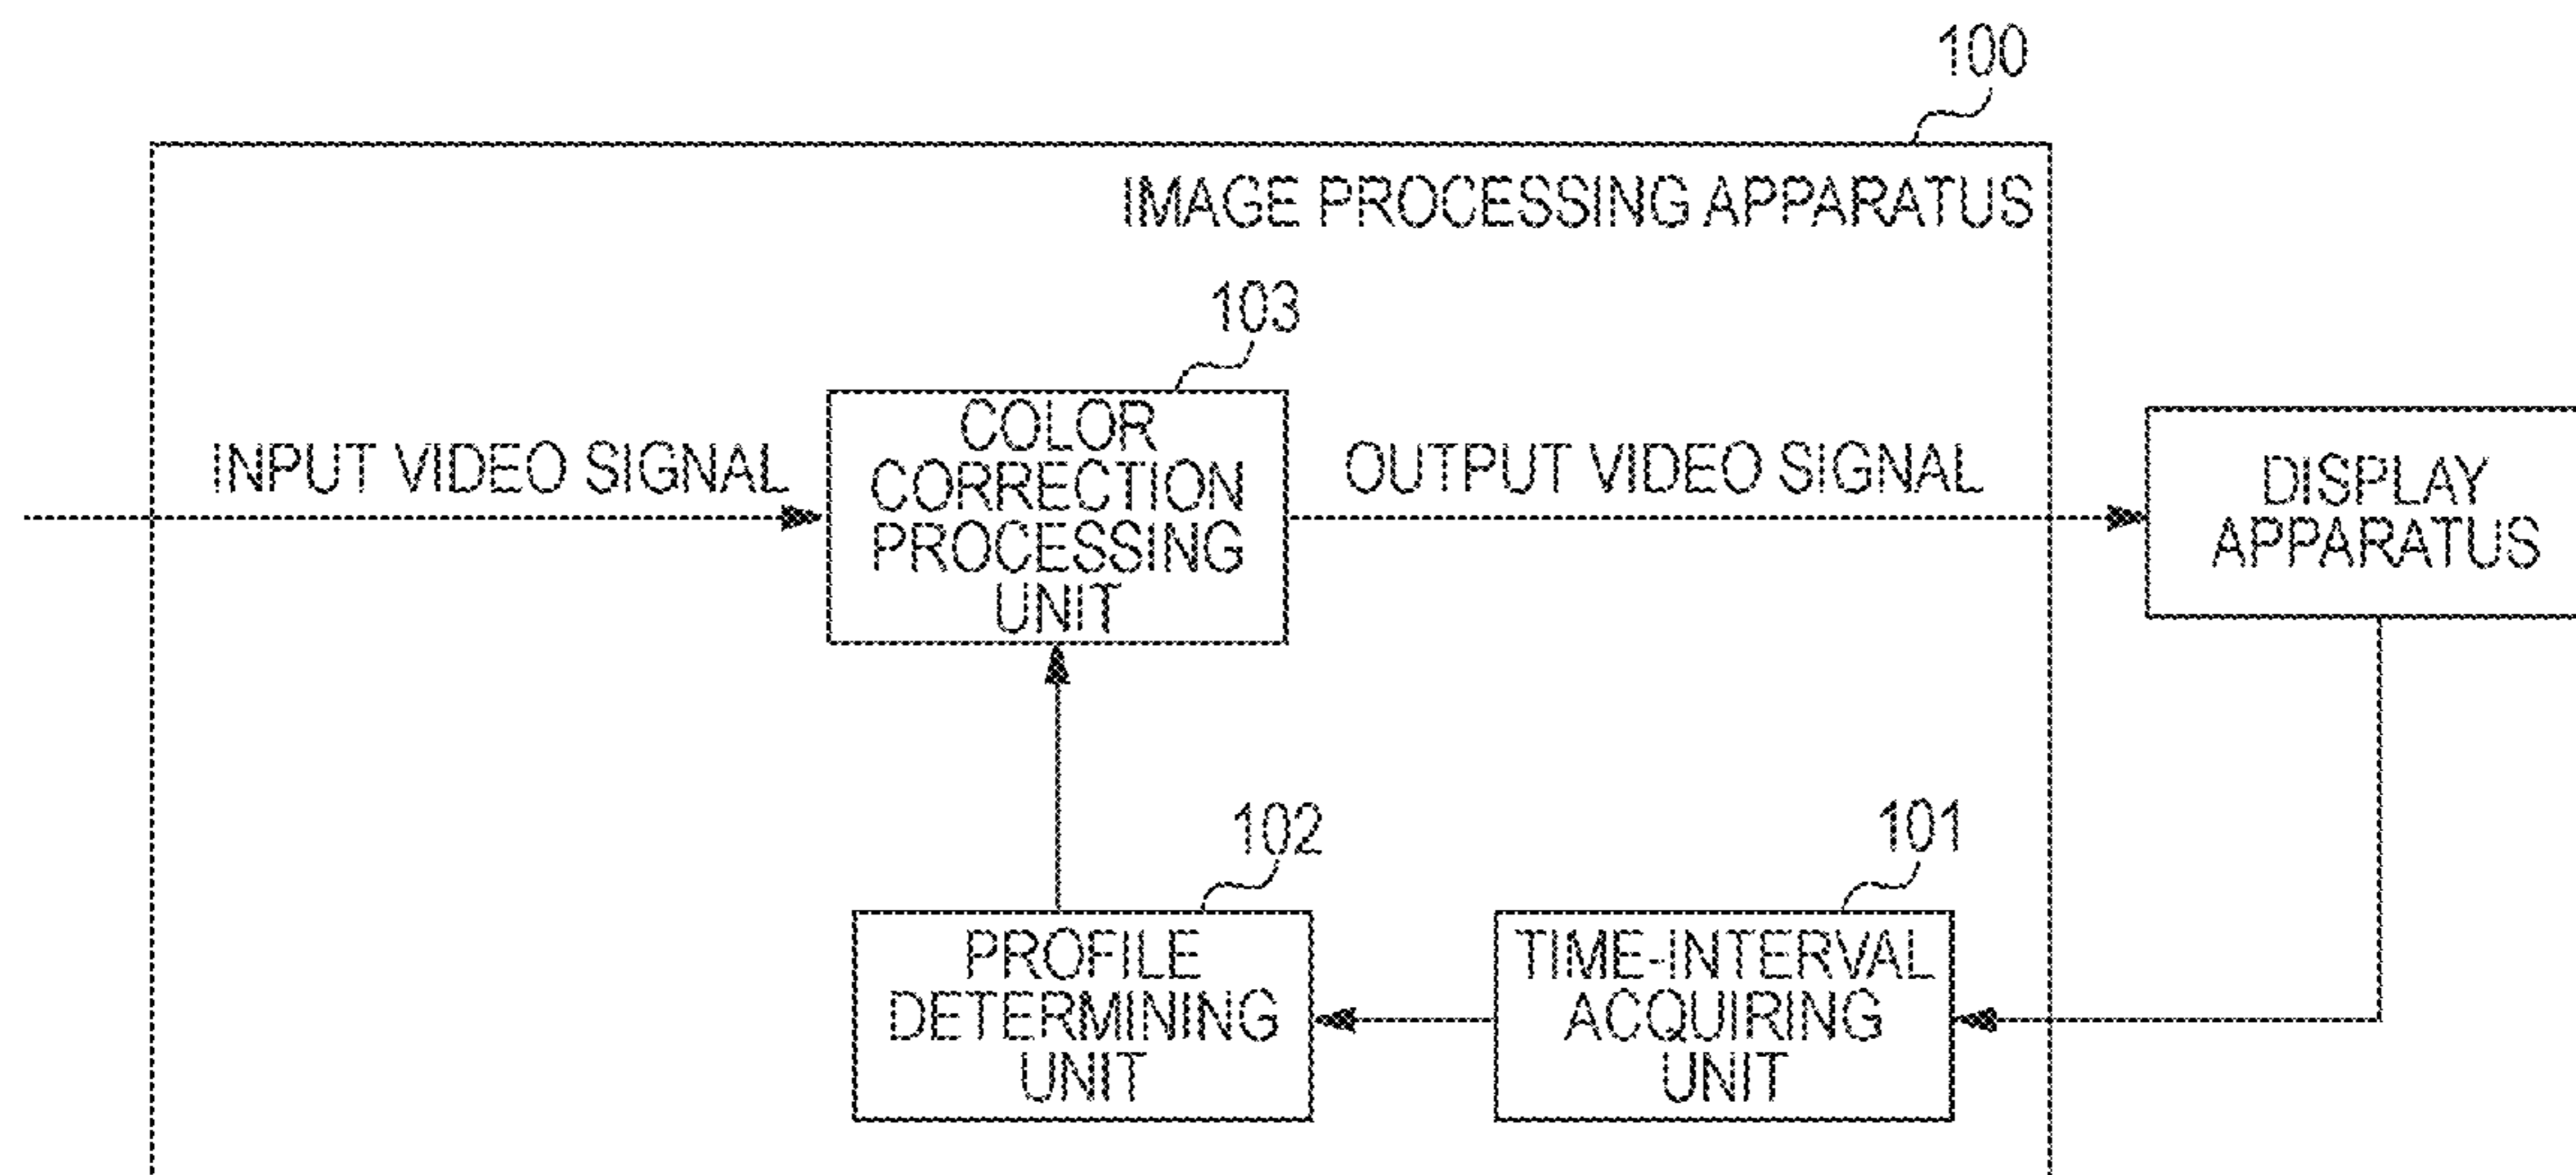 100
IMAGE PROCESSING APPARATUS
103
COLOR
CORRECTION
PROCESSING
UNIT
INPUT VIDEO SIGNAL
OUTPUT VIDEO SIGNAL
DISPLAY
APPARATUS
102
101
PROFILE
DETERMINING
UNIT
TIME-INTERVAL
ACQUIRING
UNIT